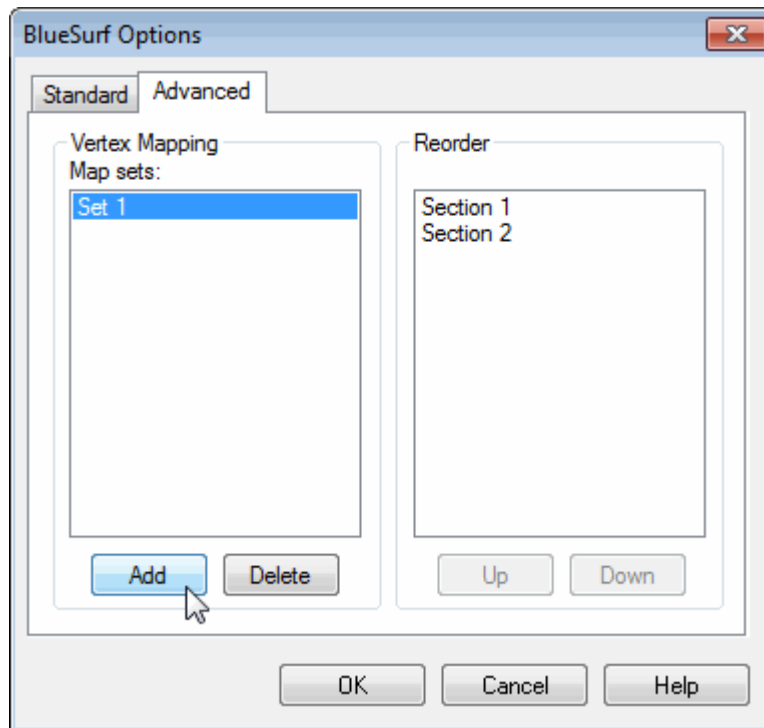 BlueSurf Options
Standard
Advanced
Vertex Mapping
Map sets:
Set 1
Add
Delete
Reorder
Section 1
Section 2
Up
Down
OK
Cancel
Help